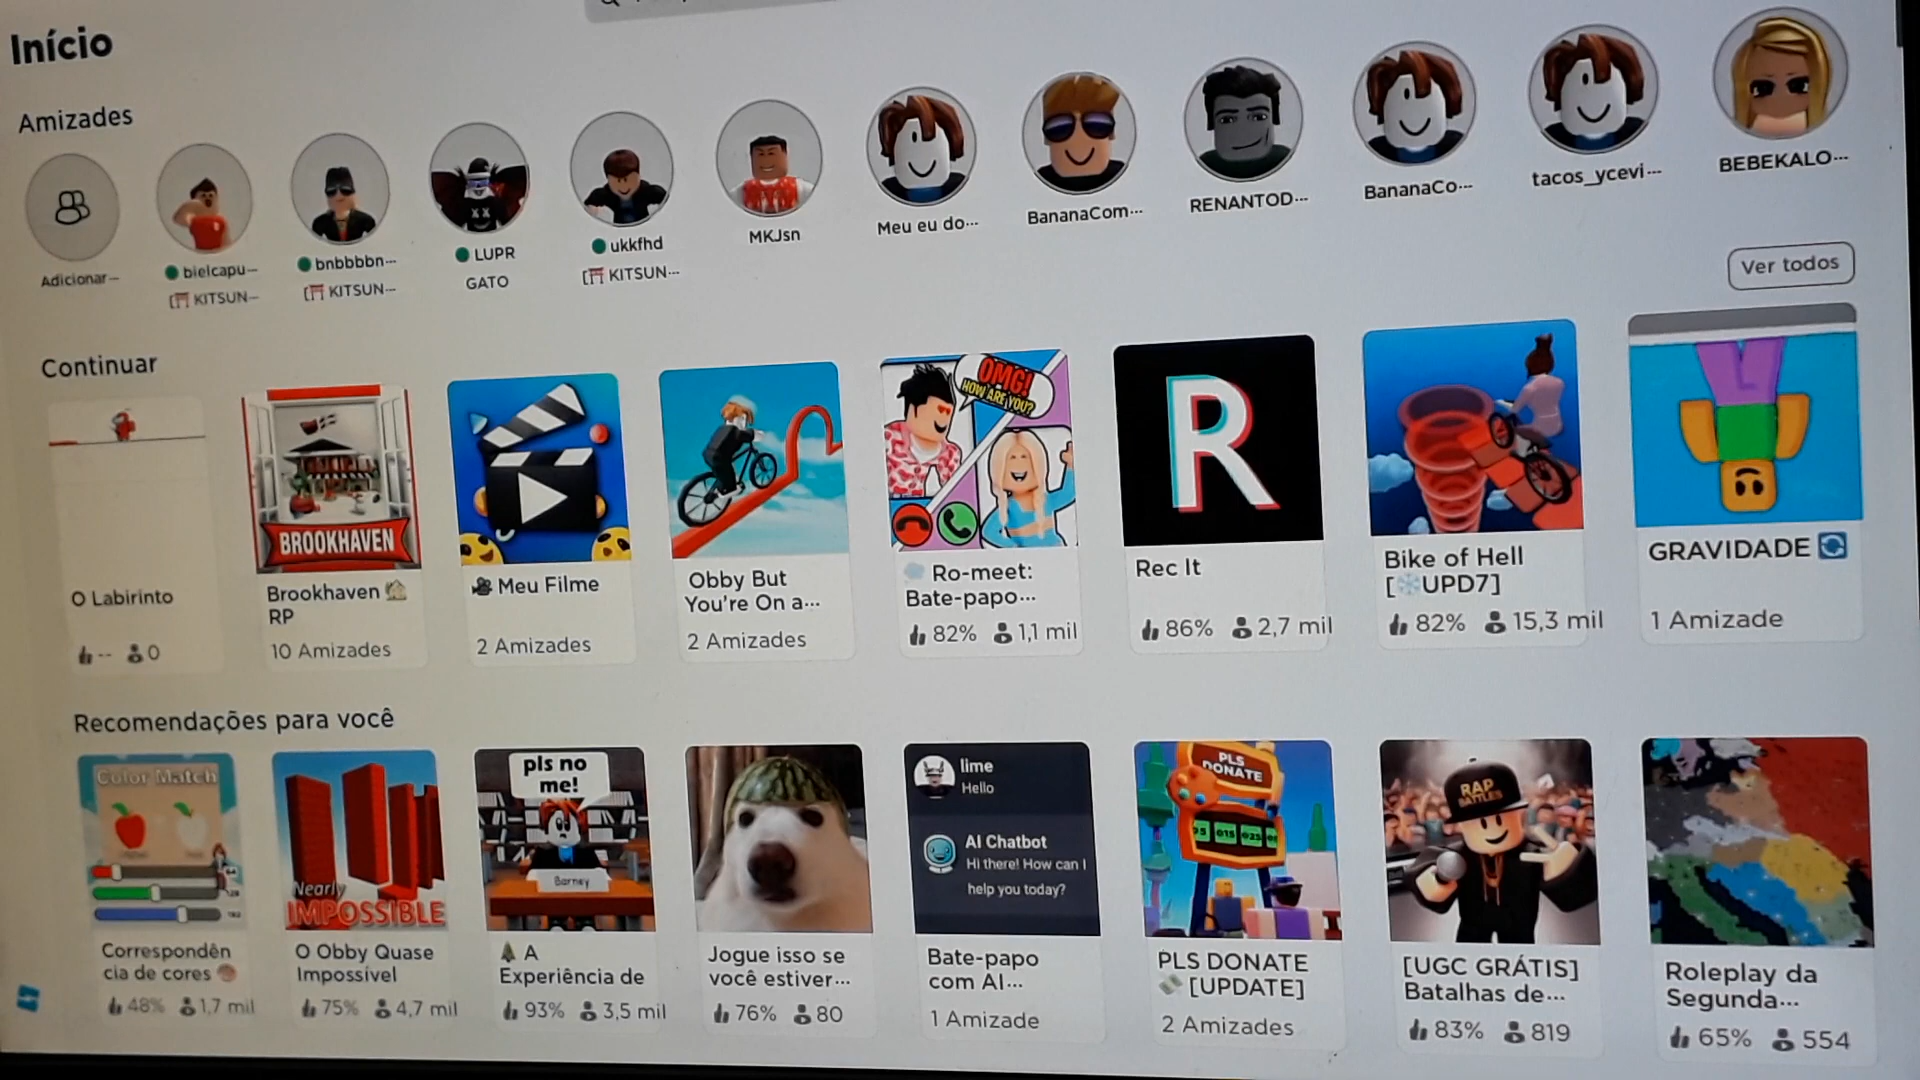 Início
Amizades
Adicionar...
bielcapu...
[⛩ KITSUN...
bnbbbbn...
[⛩ KITSUN...
LUPR
GATO
ukkfhd
[⛩ KITSUN...
MKJsn
Meu eu do...
BananaCom...
RENANTOD...
BananaCo...
tacos_ycevi...
BEBEKALO...
Ver todos
Continuar
OMG!
HOW ARE YOU?
R
BROOKHAVEN
O Labirinto
-- 0
Brookhaven 🏠
RP
10 Amizades
🎥 Meu Filme
2 Amizades
Obby But
You're On a...
2 Amizades
Ro-meet:
Bate-papo...
82% 1,1 mil
Rec It
86% 2,7 mil
Bike of Hell
[❄UPD7]
82% 15,3 mil
GRAVIDADE 🔄
1 Amizade
Recomendações para você
Color Match
Nearly
IMPOSSIBLE
pls no
me!
Barney
lime
Hello
AI Chatbot
Hi there! How can I
help you today?
PLS
DONATE
RAP
BATTLES
Correspondên
cia de cores
48% 1,7 mil
O Obby Quase
Impossível
75% 4,7 mil
🌲 A
Experiência de
93% 3,5 mil
Jogue isso se
você estiver...
76% 80
Bate-papo
com AI...
1 Amizade
PLS DONATE
💸 [UPDATE]
2 Amizades
[UGC GRÁTIS]
Batalhas de...
83% 819
Roleplay da
Segunda...
65% 554